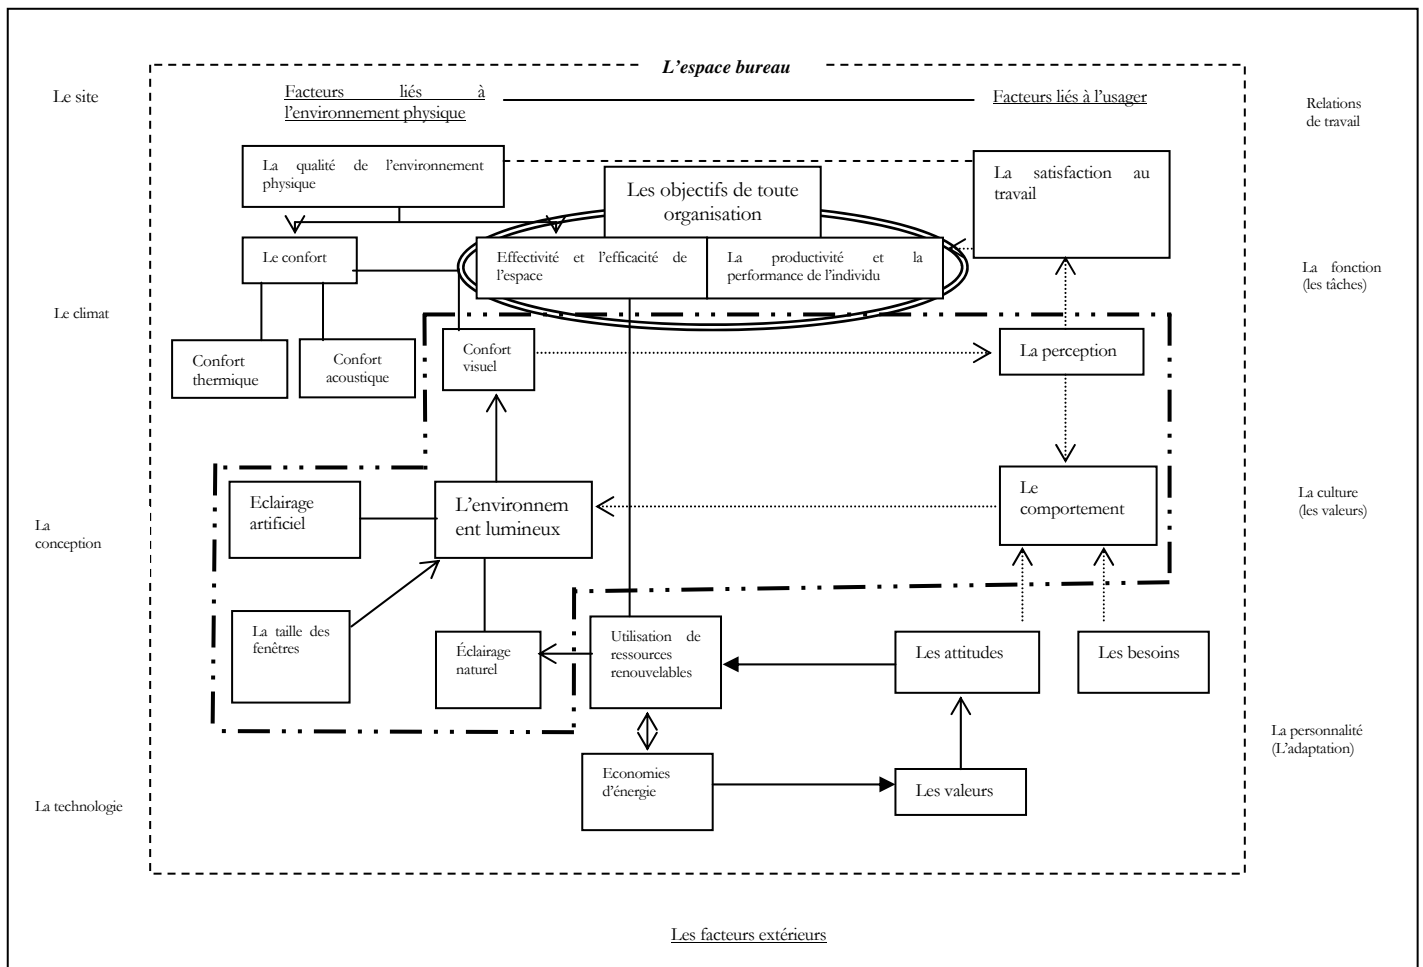 L'espace bureau
Le site
Facteurs liés à
l'environnement physique
Facteurs liés à l'usager
Relations
de travail
La qualité de l'environnement
physique
Les objectifs de toute
organisation
La satisfaction au
travail
Le confort
Effectivité et l'efficacité de
l'espace
La productivité et la
performance de l'individu
La fonction
(les tâches)
Le climat
Confort
thermique
Confort
acoustique
Confort
visuel
La perception
Eclairage
artificiel
L'environnem
ent lumineux
Le
comportement
La culture
(les valeurs)
La
conception
La taille des
fenêtres
Éclairage
naturel
Utilisation de
ressources
renouvelables
Les attitudes
Les besoins
La personnalité
(L'adaptation)
Economies
d'énergie
Les valeurs
La technologie
Les facteurs extérieurs